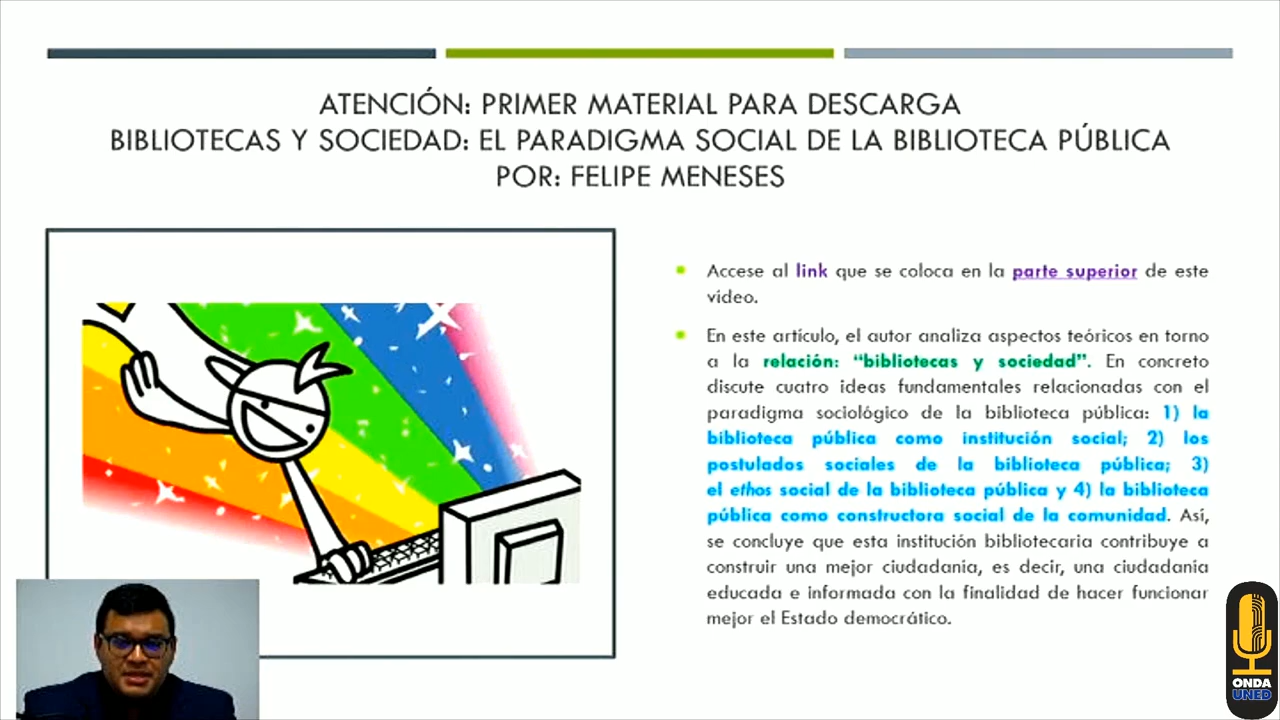 ATENCIÓN: PRIMER MATERIAL PARA DESCARGA
BIBLIOTECAS Y SOCIEDAD: EL PARADIGMA SOCIAL DE LA BIBLIOTECA PÚBLICA
POR: FELIPE MENESES
Accese al link que se coloca en la parte superior de este
vídeo.
En este artículo, el autor analiza aspectos teóricos en torno
a la relación: “bibliotecas y sociedad”. En concreto
discute cuatro ideas fundamentales relacionadas con el
paradigma sociológico de la biblioteca pública: 1) la
biblioteca pública como institución social; 2) los
postulados sociales de la biblioteca pública; 3)
el ethos social de la biblioteca pública y 4) la biblioteca
pública como constructora social de la comunidad. Así,
se concluye que esta institución bibliotecaria contribuye a
construir una mejor ciudadanía, es decir, una ciudadanía
educada e informada con la finalidad de hacer funcionar
mejor el Estado democrático.
ONDA
UNED